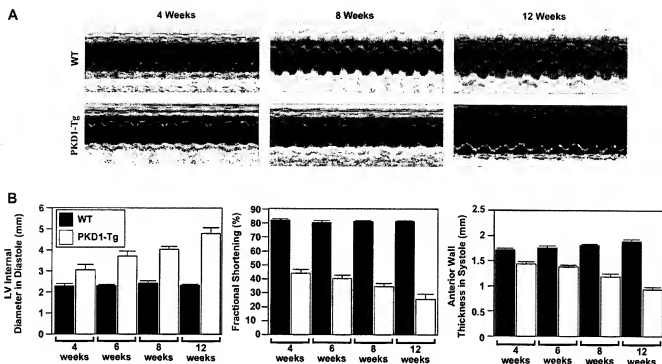 A
4 Weeks
8 Weeks
12 Weeks
WT
PKD1-Tg
B
LV Internal
Diameter in Diastole (mm)
6
5
4
3
2
1
0
WT
PKD1-Tg
4
weeks
6
weeks
8
weeks
12
weeks
Fractional Shortening (%)
90
80
70
60
50
40
30
20
10
0
4
weeks
6
weeks
8
weeks
12
weeks
Anterior Wall
Thickness in Systole (mm)
2.5
2
1.5
1
0.5
0
4
weeks
6
weeks
8
weeks
12
weeks